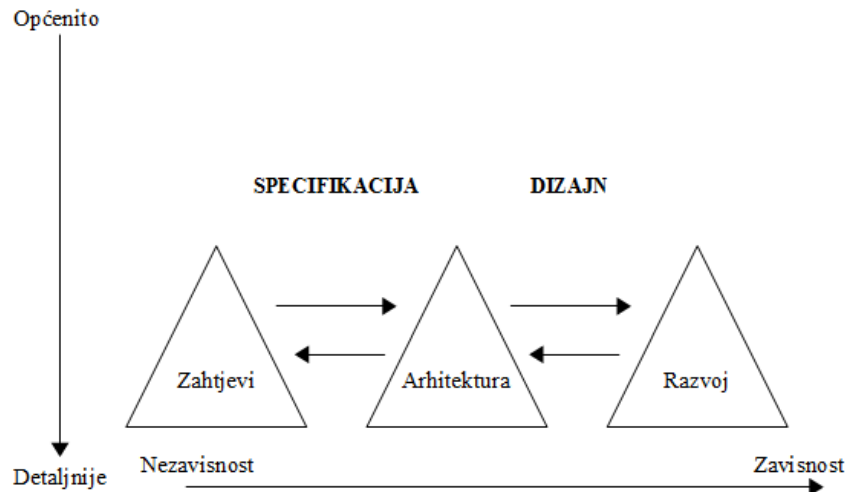 Općenito
SPECIFIKACIJA
DIZAJN
Zahtjevi
Arhitektura
Razvoj
Nezavisnost
Zavisnost
Detaljnije